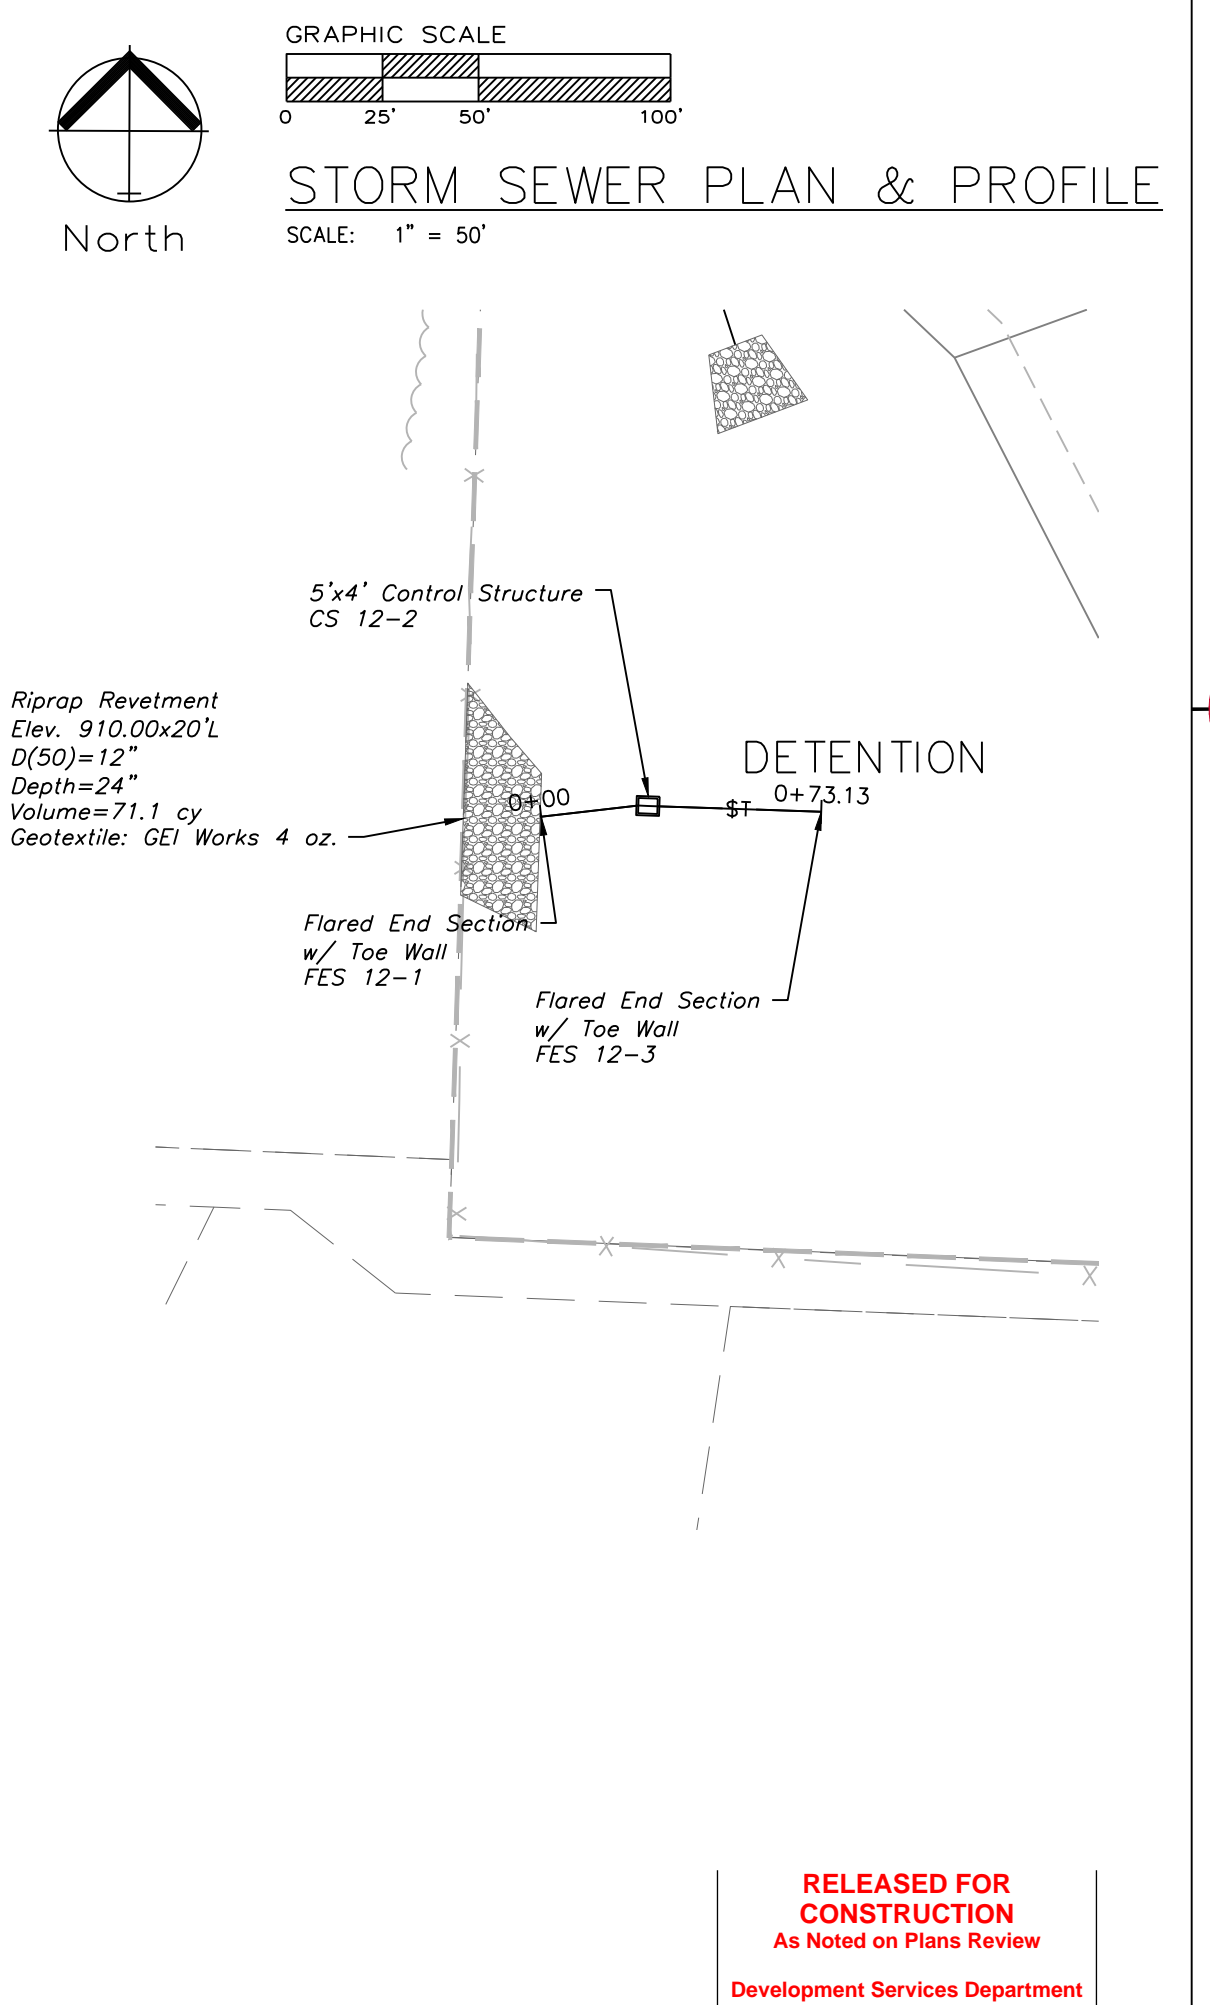 GRAPHIC SCALE
0 25' 50' 100'
STORM SEWER PLAN & PROFILE
SCALE: 1" = 50'
North
5'x4' Control Structure
CS 12-2
Riprap Revetment
Elev. 910.00x20'L
D(50)=12"
Depth=24"
Volume=71.1 cy
Geotextile: GEI Works 4 oz.
DETENTION
0+00
0+73.13
Flared End Section
w/ Toe Wall
FES 12-1
Flared End Section
w/ Toe Wall
FES 12-3
RELEASED FOR
CONSTRUCTION
As Noted on Plans Review
Development Services Department